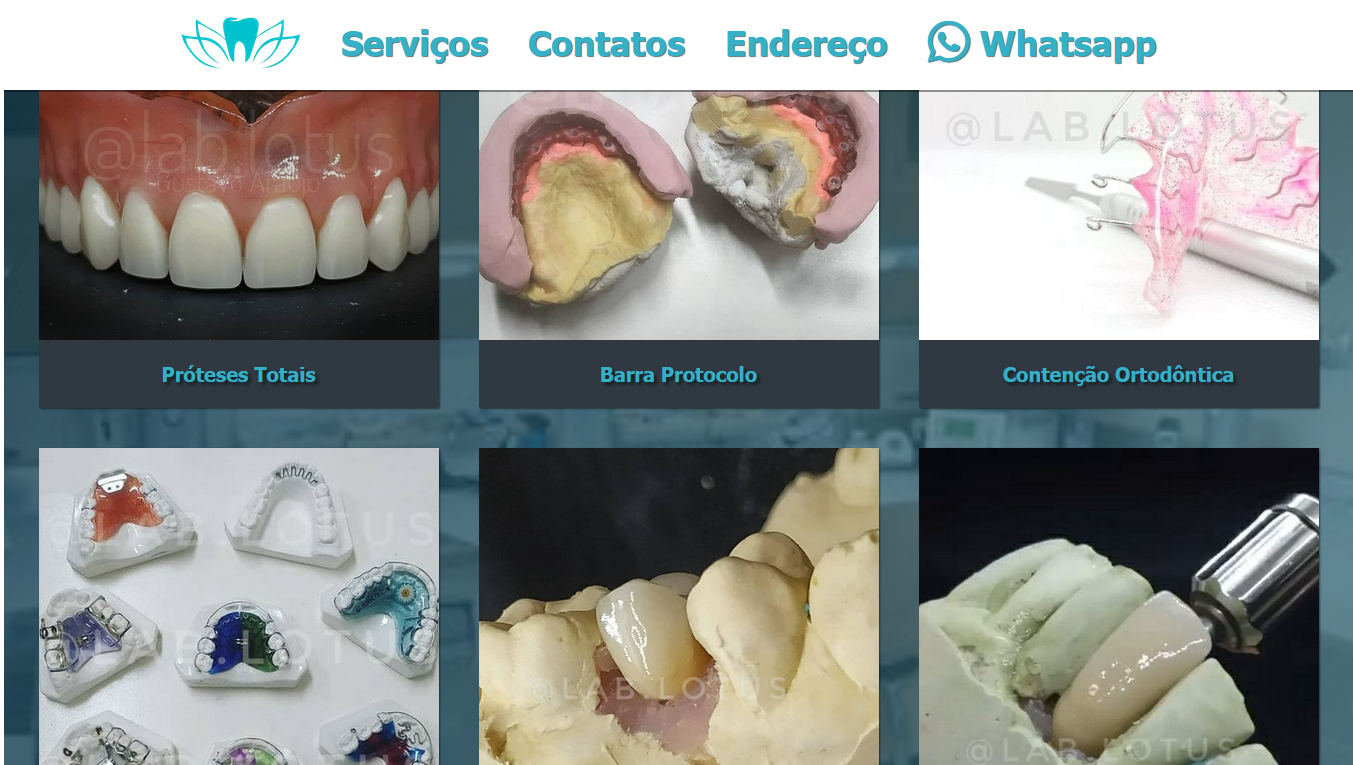 Serviços Contatos Endereço Whatsapp
@lab.lotus
Gustavo Araujo
@LAB.LOTUS
Próteses Totais
Barra Protocolo
Contenção Ortodôntica
@LAB.LOTUS
@LAB.LOTUS
@LAB.LOTUS
@LAB.LOTUS